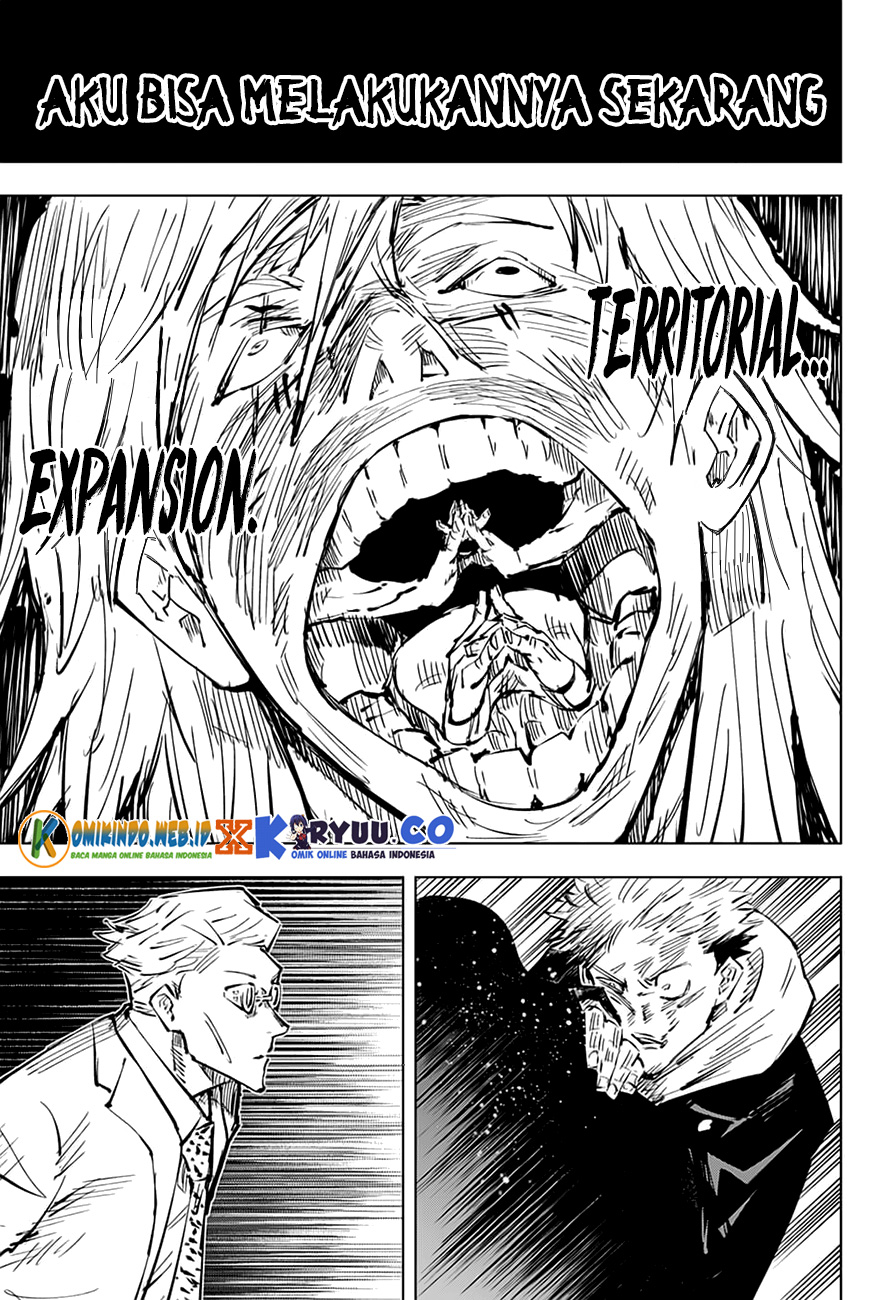 AKU BISA MELAKUKANNYA SEKARANG
TERRITORIAL...
EXPANSION.
KOMIKINDO.WEB.ID X KIRYUU.CO
BACA MANGA ONLINE BAHASA INDONESIA
OMIK ONLINE BAHASA INDONESIA